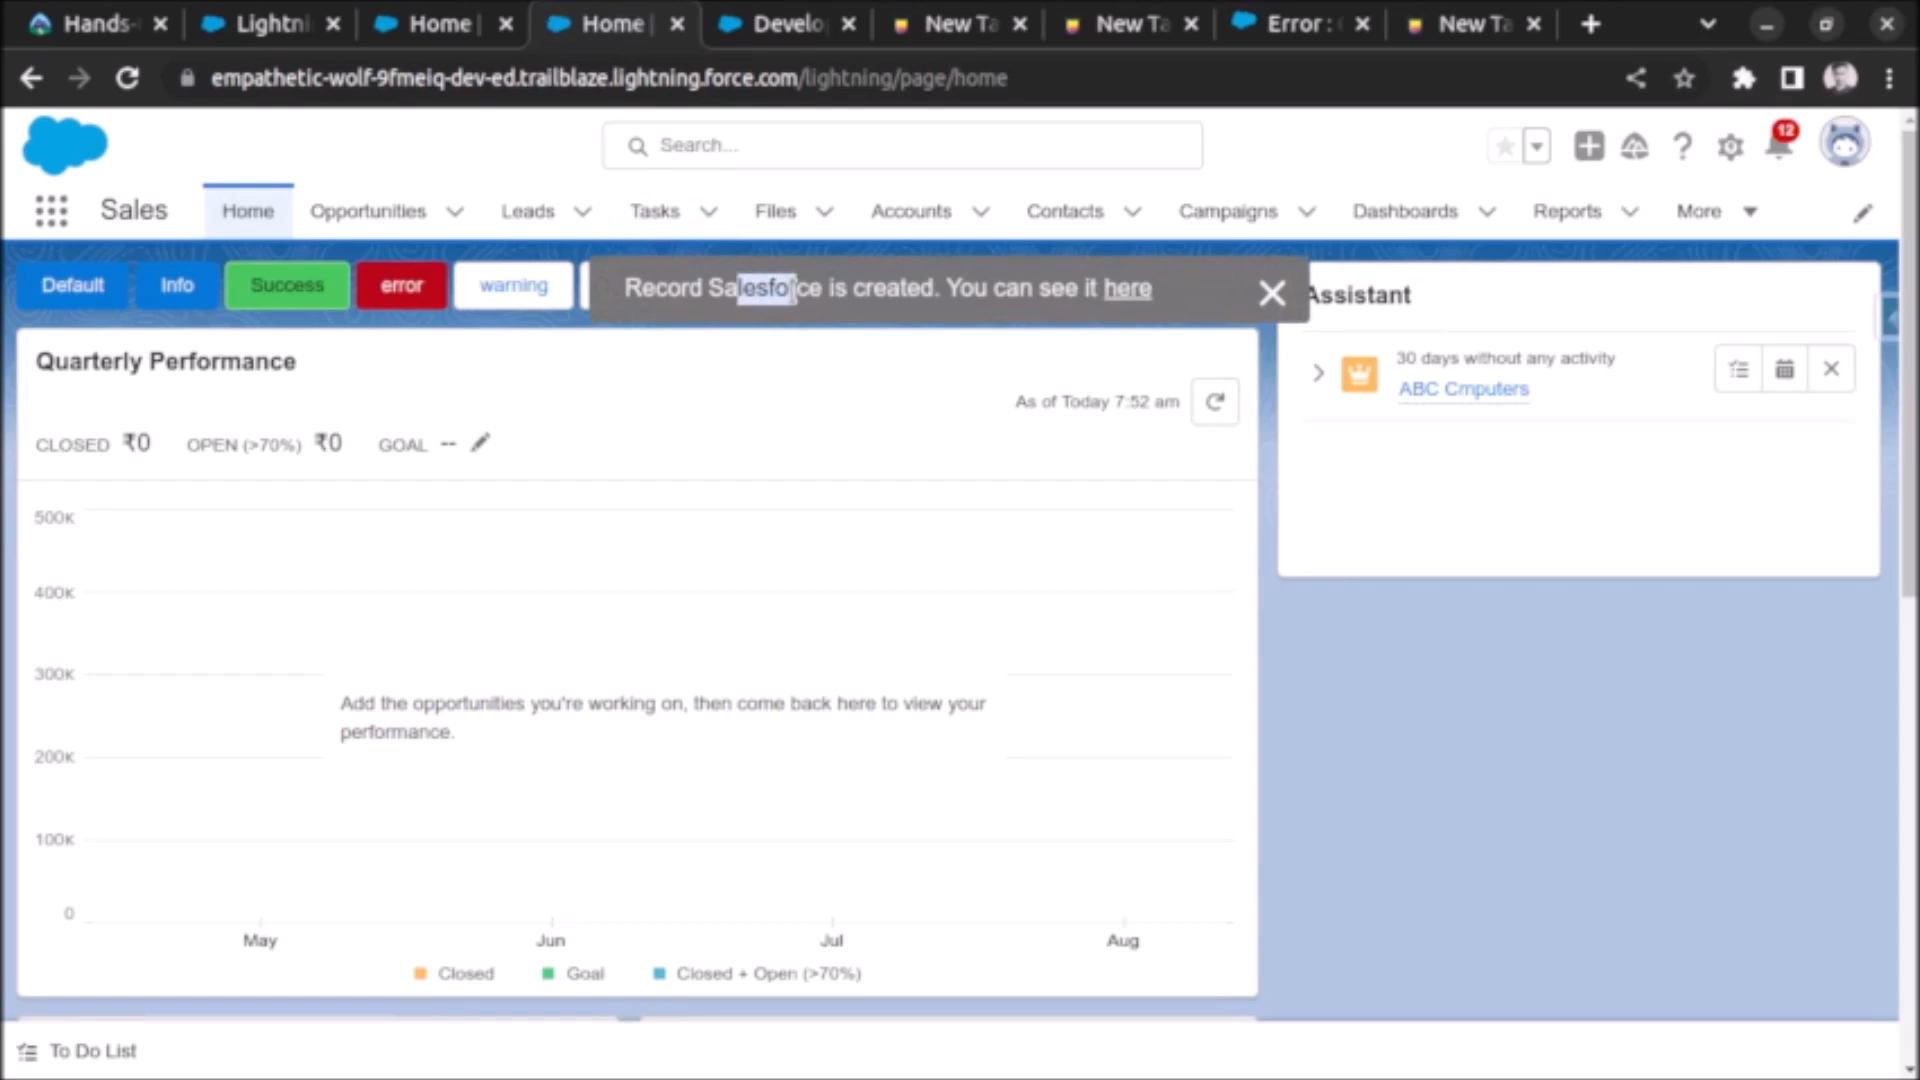 Hands-
Lightni
Home
Home
Develo
New Ta
New Ta
Error :
New Ta
empathetic-wolf-9fmeiq-dev-ed.trailblaze.lightning.force.com/lightning/page/home
Search...
12
Sales
Home
Opportunities
Leads
Tasks
Files
Accounts
Contacts
Campaigns
Dashboards
Reports
More
Default
Info
Success
error
warning
Record Salesforce is created. You can see it here
Assistant
Quarterly Performance
30 days without any activity
ABC Cmputers
As of Today 7:52 am
CLOSED ₹0 OPEN (>70%) ₹0 GOAL --
500K
400K
300K
Add the opportunities you're working on, then come back here to view your
performance.
200K
100K
0
May
Jun
Jul
Aug
Closed
Goal
Closed + Open (>70%)
To Do List